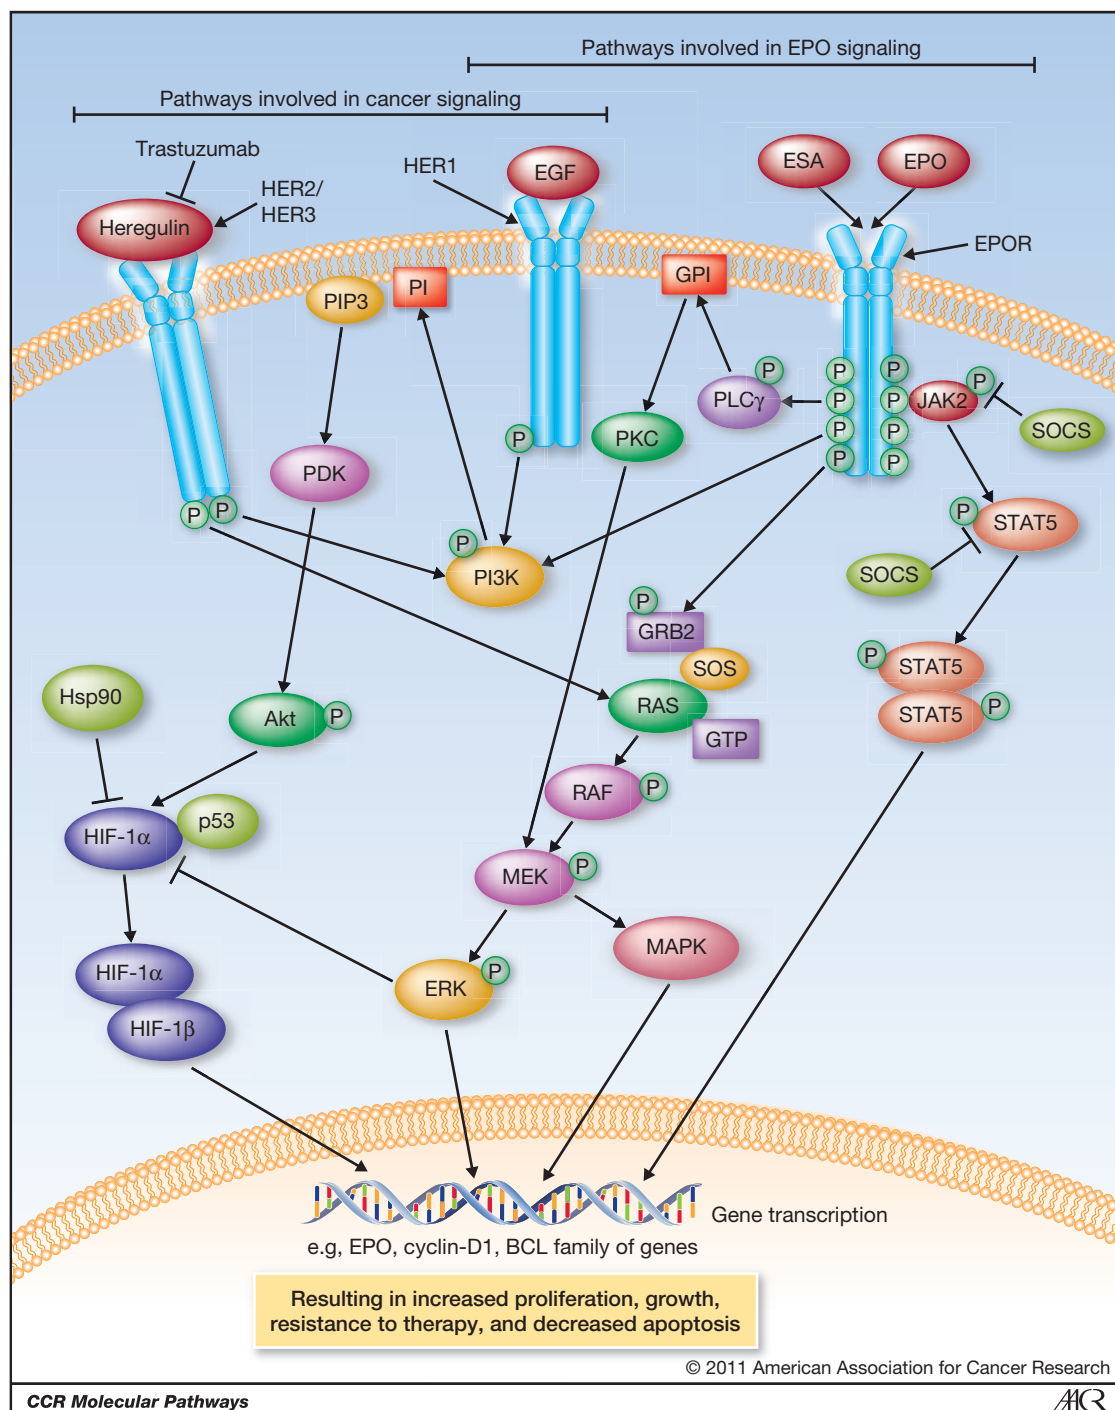 Pathways involved in EPO signaling
Pathways involved in cancer signaling
Trastuzumab
HER2/
HER3
Heregulin
HER1
EGF
ESA
EPO
EPOR
PIP3
PI
GPI
P
PLCγ
P
P
P
P
P
P
P
P
JAK2
P
SOCS
P
PKC
PDK
P
P
P
PI3K
P
STAT5
SOCS
P
GRB2
SOS
P
STAT5
STAT5
P
Hsp90
Akt
P
RAS
GTP
RAF
P
HIF-1α
p53
MEK
P
MAPK
HIF-1α
HIF-1β
ERK
P
Gene transcription
e.g, EPO, cyclin-D1, BCL family of genes
Resulting in increased proliferation, growth,
resistance to therapy, and decreased apoptosis
© 2011 American Association for Cancer Research
CCR Molecular Pathways
AACR